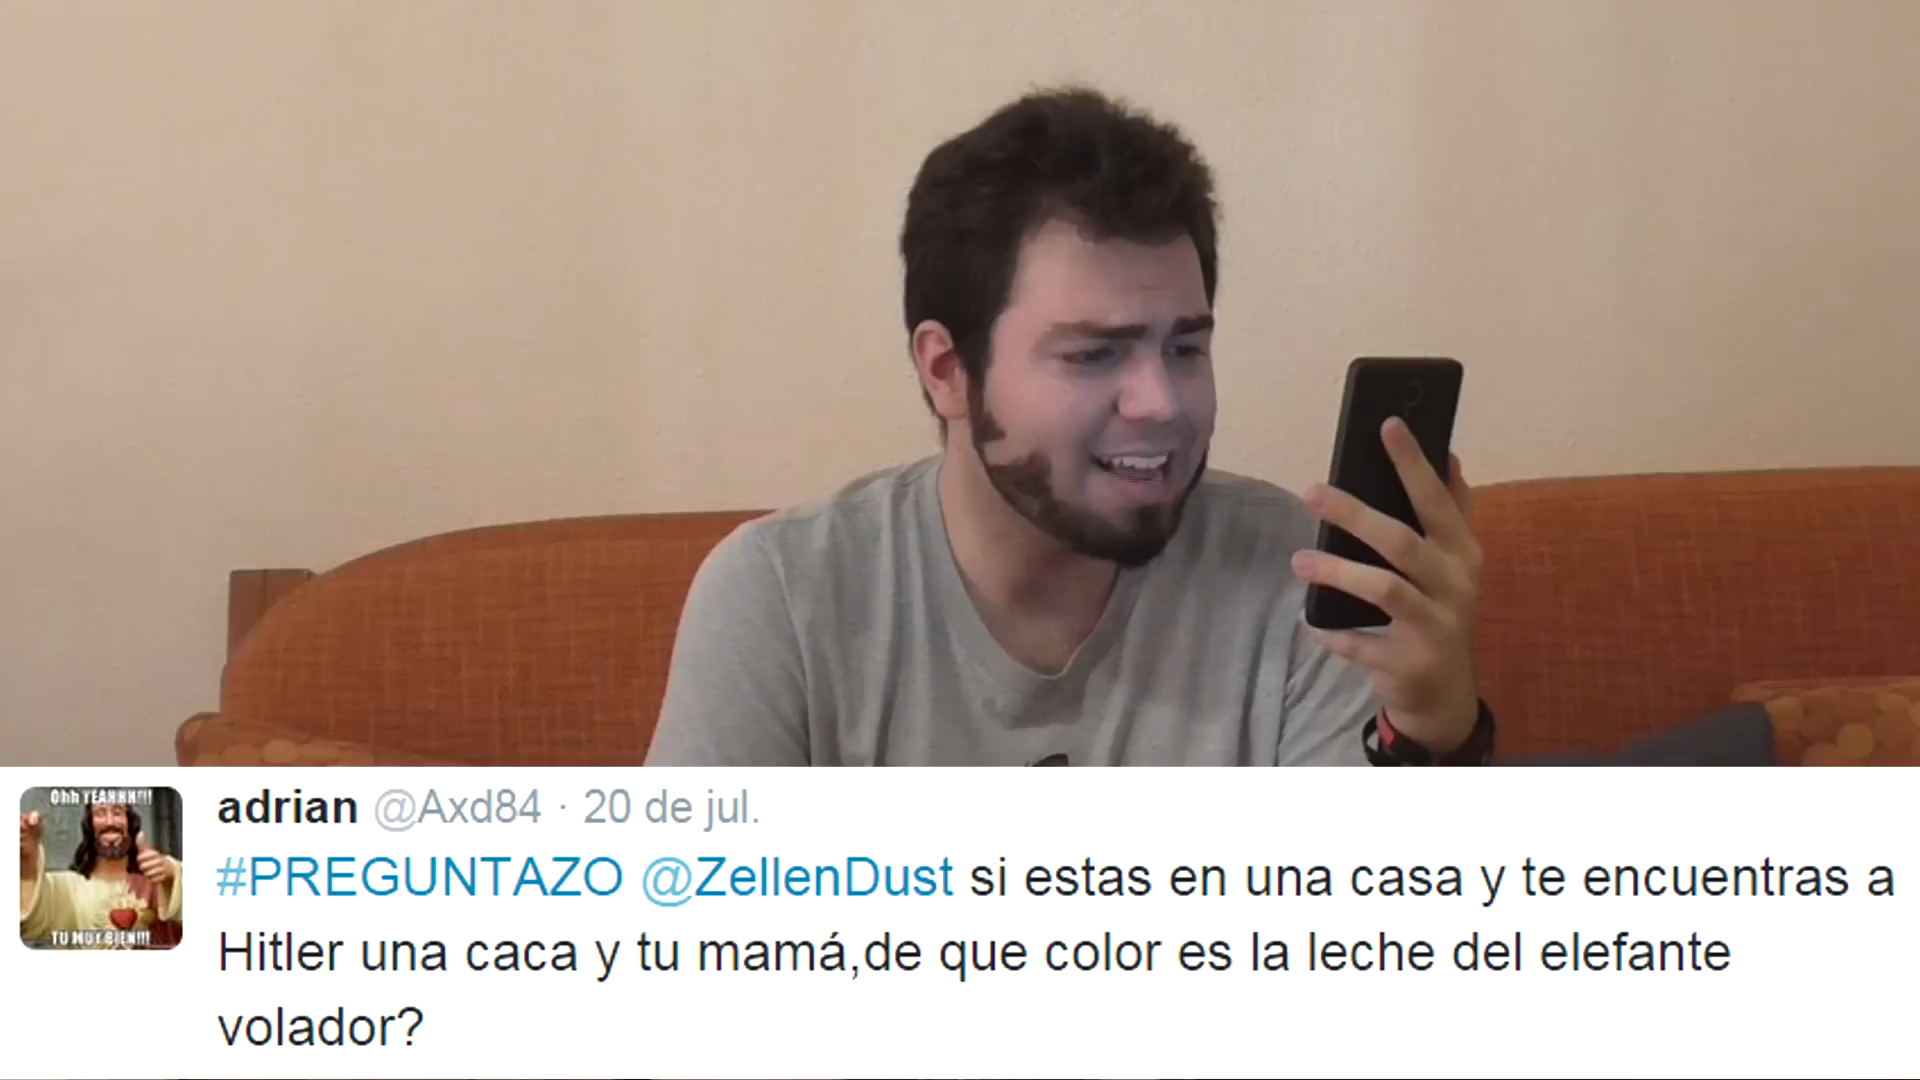 Ohh YEAHHH!!!
TU MUY BIEN!!!
adrian @Axd84 · 20 de jul.
#PREGUNTAZO @ZellenDust si estas en una casa y te encuentras a
Hitler una caca y tu mamá,de que color es la leche del elefante
volador?